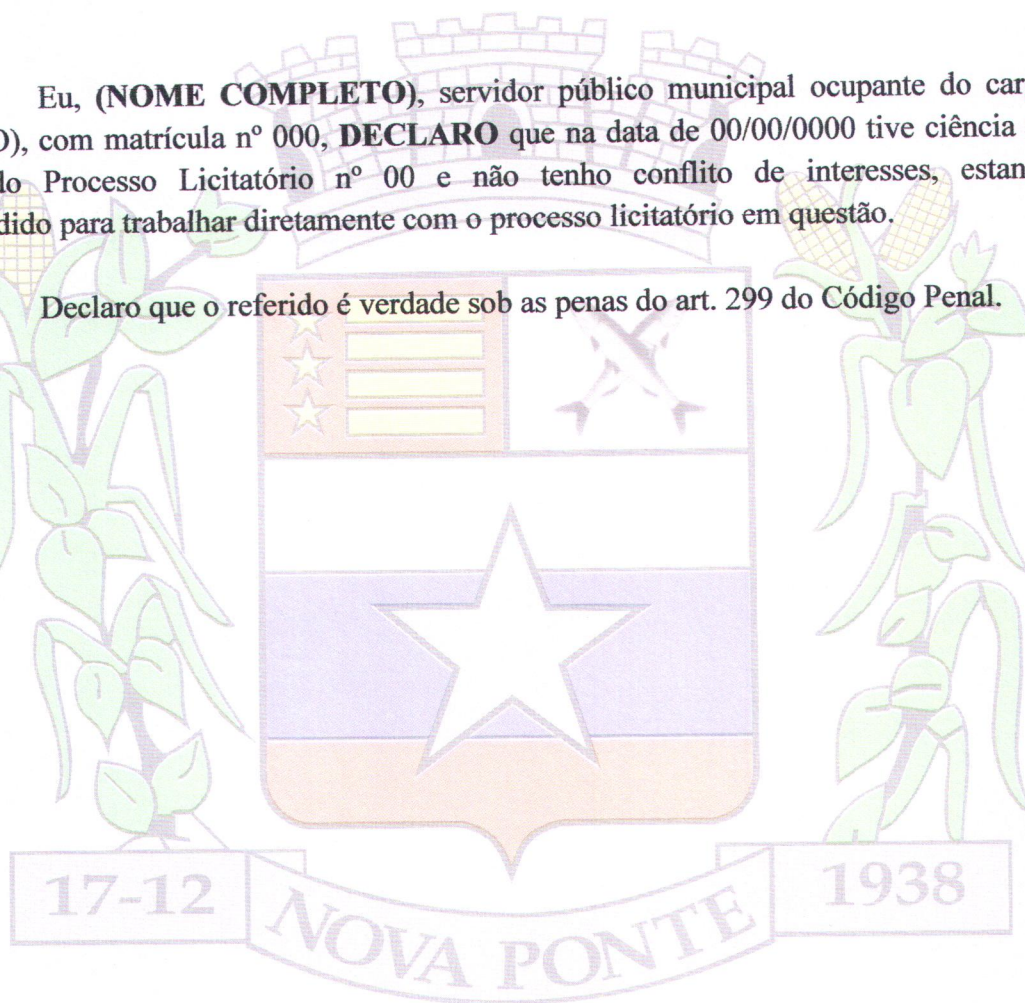 Eu, (NOME COMPLETO), servidor público municipal ocupante do car
O), com matrícula nº 000, DECLARO que na data de 00/00/0000 tive ciência
do Processo Licitatório nº 00 e não tenho conflito de interesses, estan
dido para trabalhar diretamente com o processo licitatório em questão.
Declaro que o referido é verdade sob as penas do art. 299 do Código Penal.
17-12
NOVA PONTE
1938